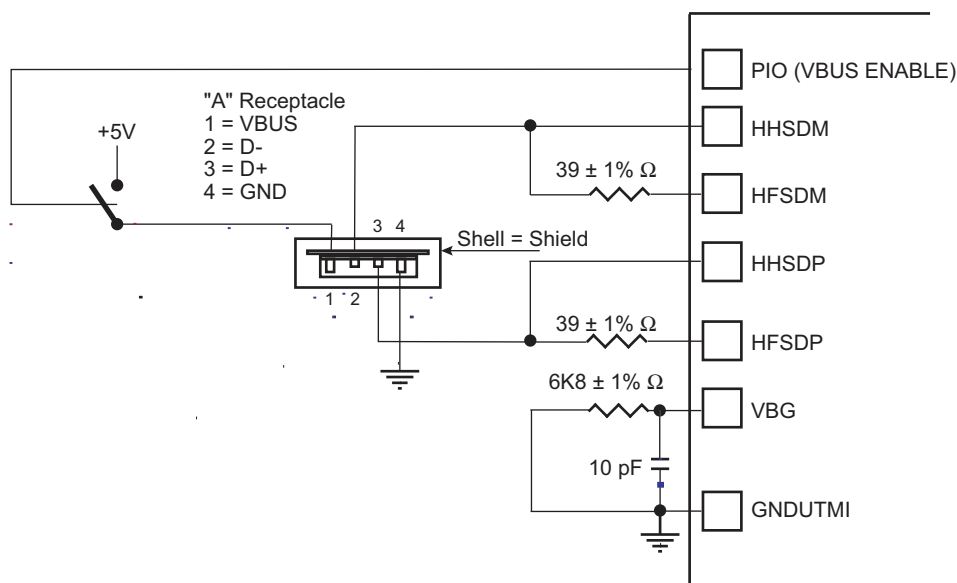 PIO (VBUS ENABLE)
"A" Receptacle
1 = VBUS
2 = D-
3 = D+
4 = GND
+5V
HHSDM
39 ± 1% Ω
HFSDM
3 4
Shell = Shield
HHSDP
1 2
39 ± 1% Ω
HFSDP
6K8 ± 1% Ω
VBG
10 pF
GNDUTMI